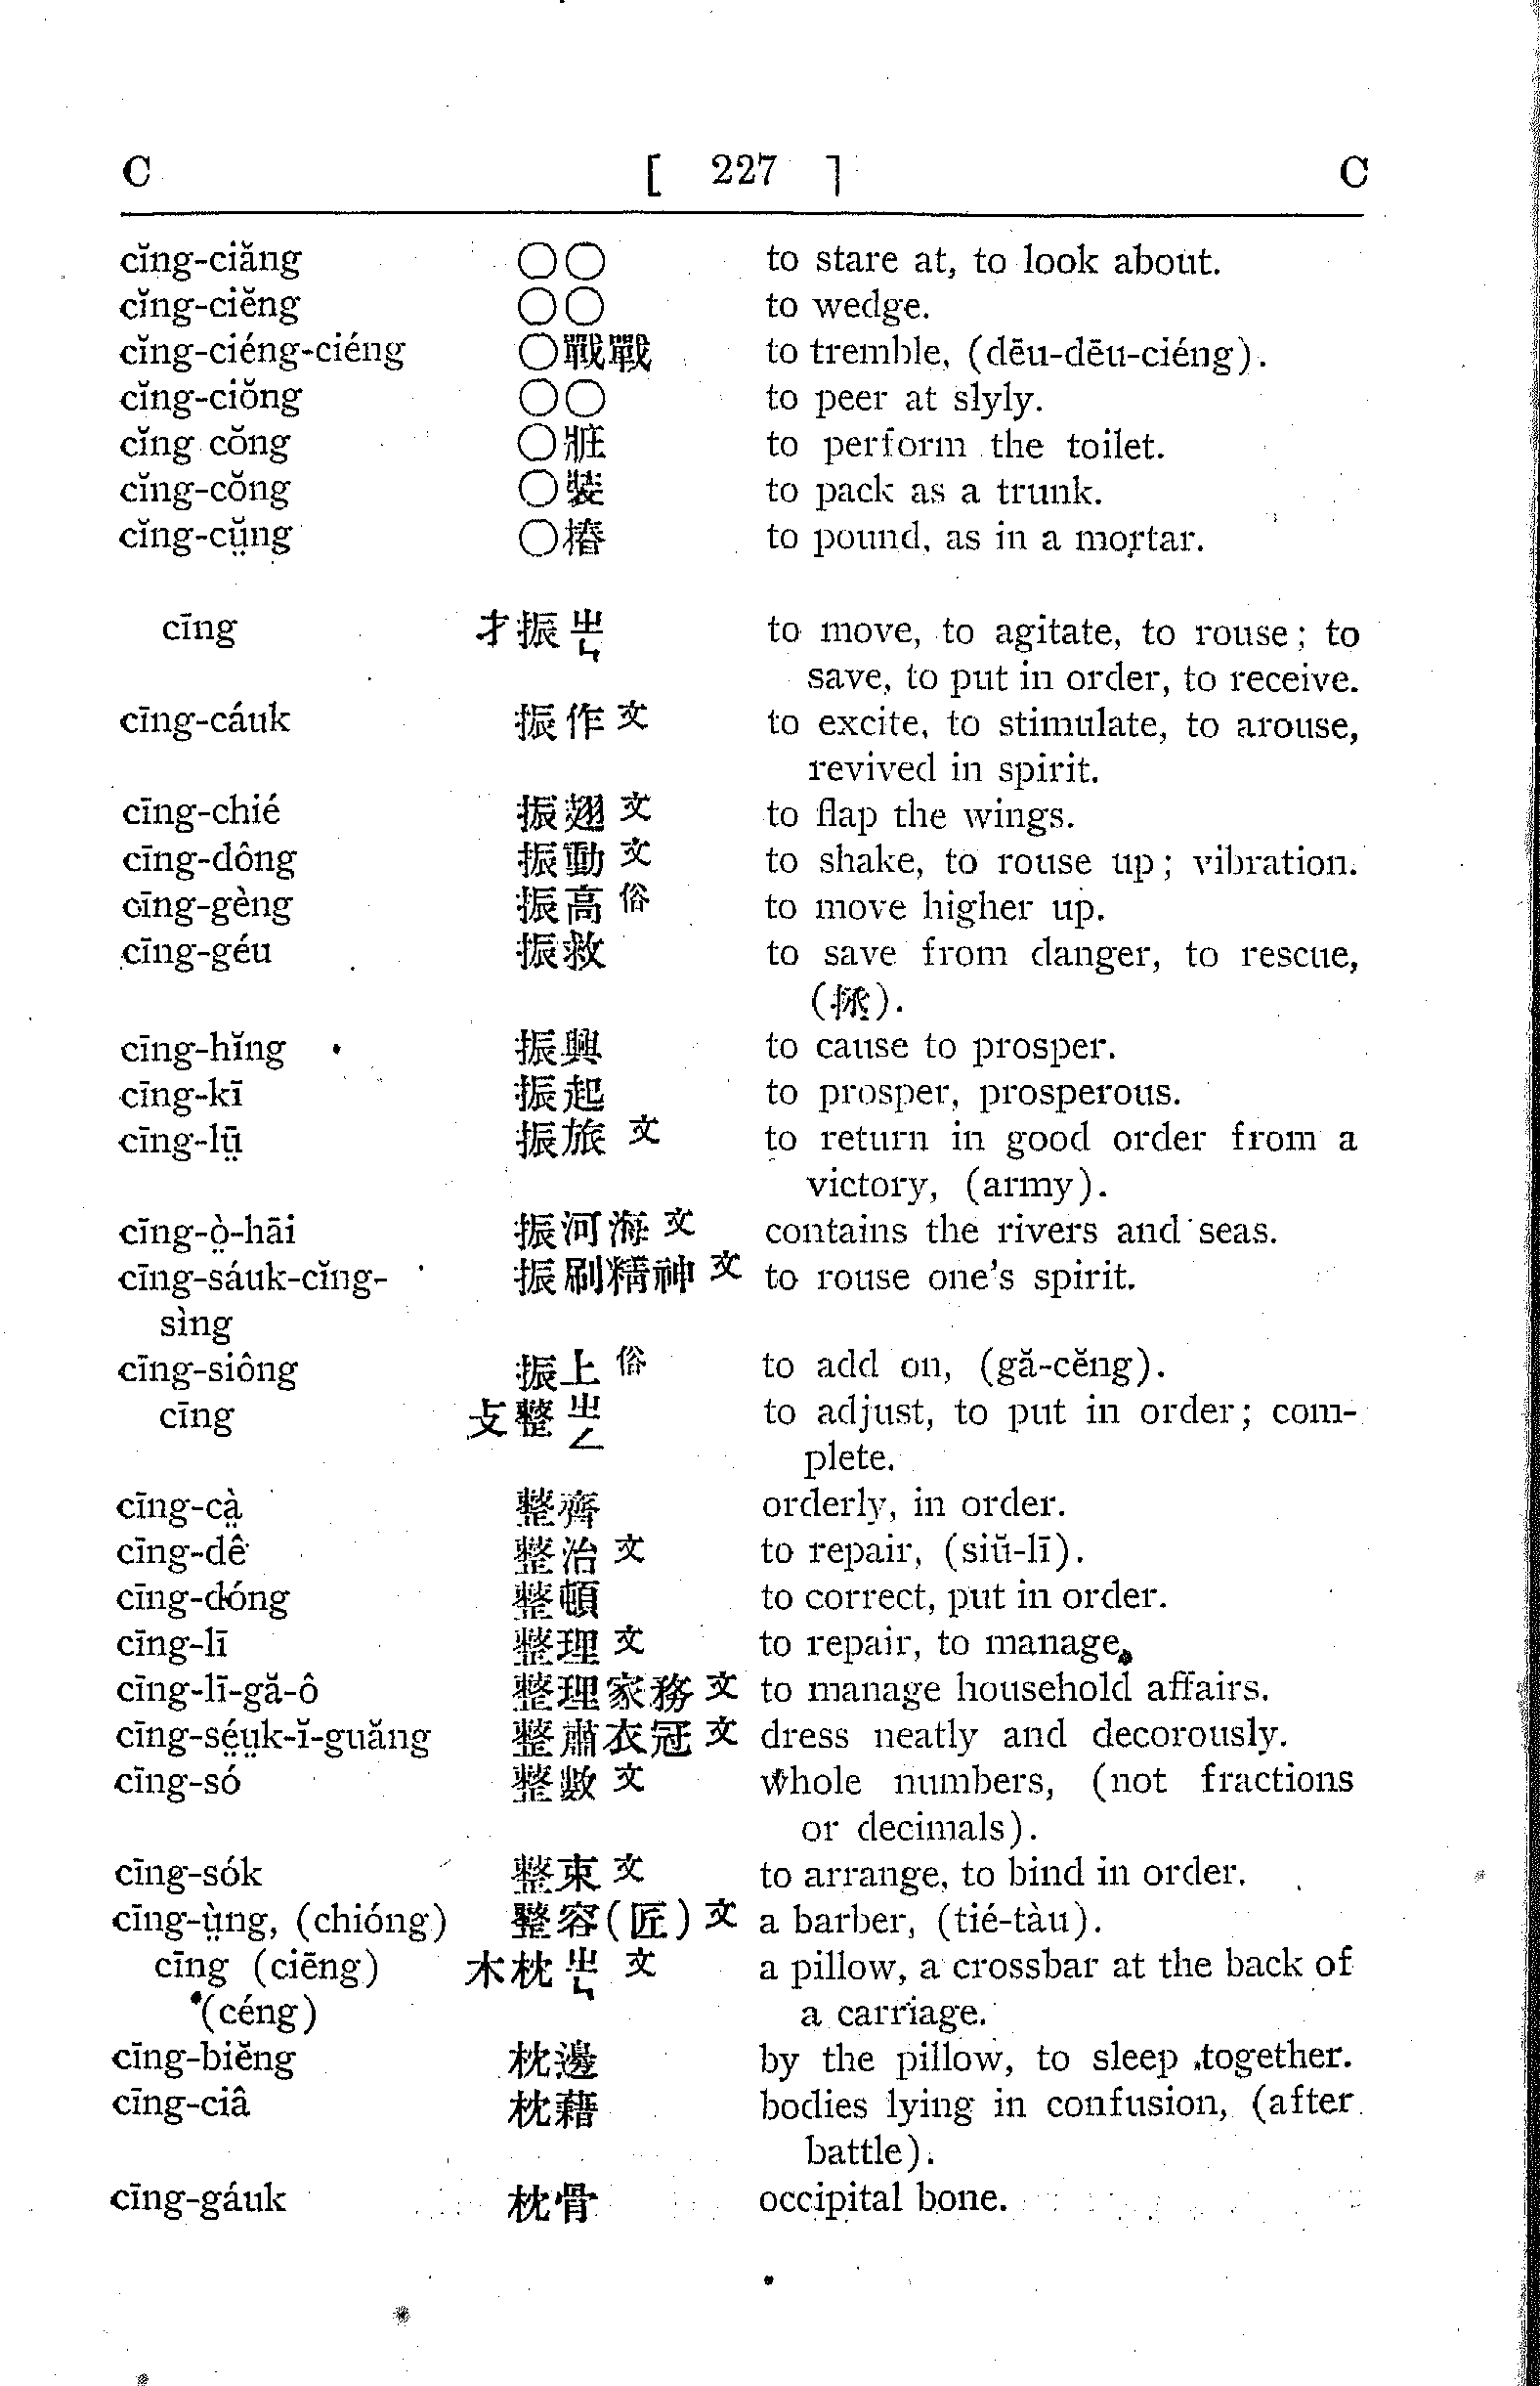 C [ 227 ] C
cĭng-ciăng ○○ to stare at, to look about.
cĭng-ciĕng ○○ to wedge.
cĭng-ciéng-ciéng ○戰戰 to tremble, (dēu-dēu-ciéng).
cĭng-ciŏng ○○ to peer at slyly.
cĭng cŏng ○ to perform the toilet.
cĭng-cŏng ○裝 to pack as a trunk.
cĭng-cṳ̆ng ○樁 to pound, as in a mortar.
cīng 才振ㄓㄣ to move, to agitate, to rouse; to
save, to put in order, to receive.
cīng-cáuk 振作文 to excite, to stimulate, to arouse,
revived in spirit.
cīng-chié 振翅文 to flap the wings.
cīng-dông 振動文 to shake, to rouse up; vibration.
cīng-gèng 振高俗 to move higher up.
cīng-géu 振救 to save from danger, to rescue,
(拯).
cīng-hĭng 振興 to cause to prosper.
cīng-kī 振起 to prosper, prosperous.
cīng-lṳ̄ 振旅文 to return in good order from a
victory, (army).
cīng-ò̤-hāi 振河海文 contains the rivers and seas.
cīng-sáuk-cĭng- 振刷精神文 to rouse one's spirit.
sìng
cīng-siông 振上俗 to add on, (gă-cĕng).
cīng 攴整ㄓㄥ to adjust, to put in order; com-
plete.
cīng-cà̤ 整齊 orderly, in order.
cīng-dê 整治文 to repair, (siŭ-lī).
cīng-dóng 整頓 to correct, put in order.
cīng-lī 整理文 to repair, to manage.
cīng-lī-gă-ô 整理家務文 to manage household affairs.
cīng-sé̤ṳk-ĭ-guăng 整肅衣冠文 dress neatly and decorously.
cīng-só 整數文 whole numbers, (not fractions
or decimals).
cīng-sók 整束文 to arrange, to bind in order.
cīng-ṳ̀ng, (chióng) 整容(匠)文 a barber, (tié-tàu).
cīng (ciēng) 木枕ㄓㄣ文 a pillow, a crossbar at the back of
(céng) a carriage.
cīng-biĕng 枕邊 by the pillow, to sleep together.
cīng-ciâ 枕藉 bodies lying in confusion, (after
battle).
cīng-gáuk 枕骨 occipital bone.